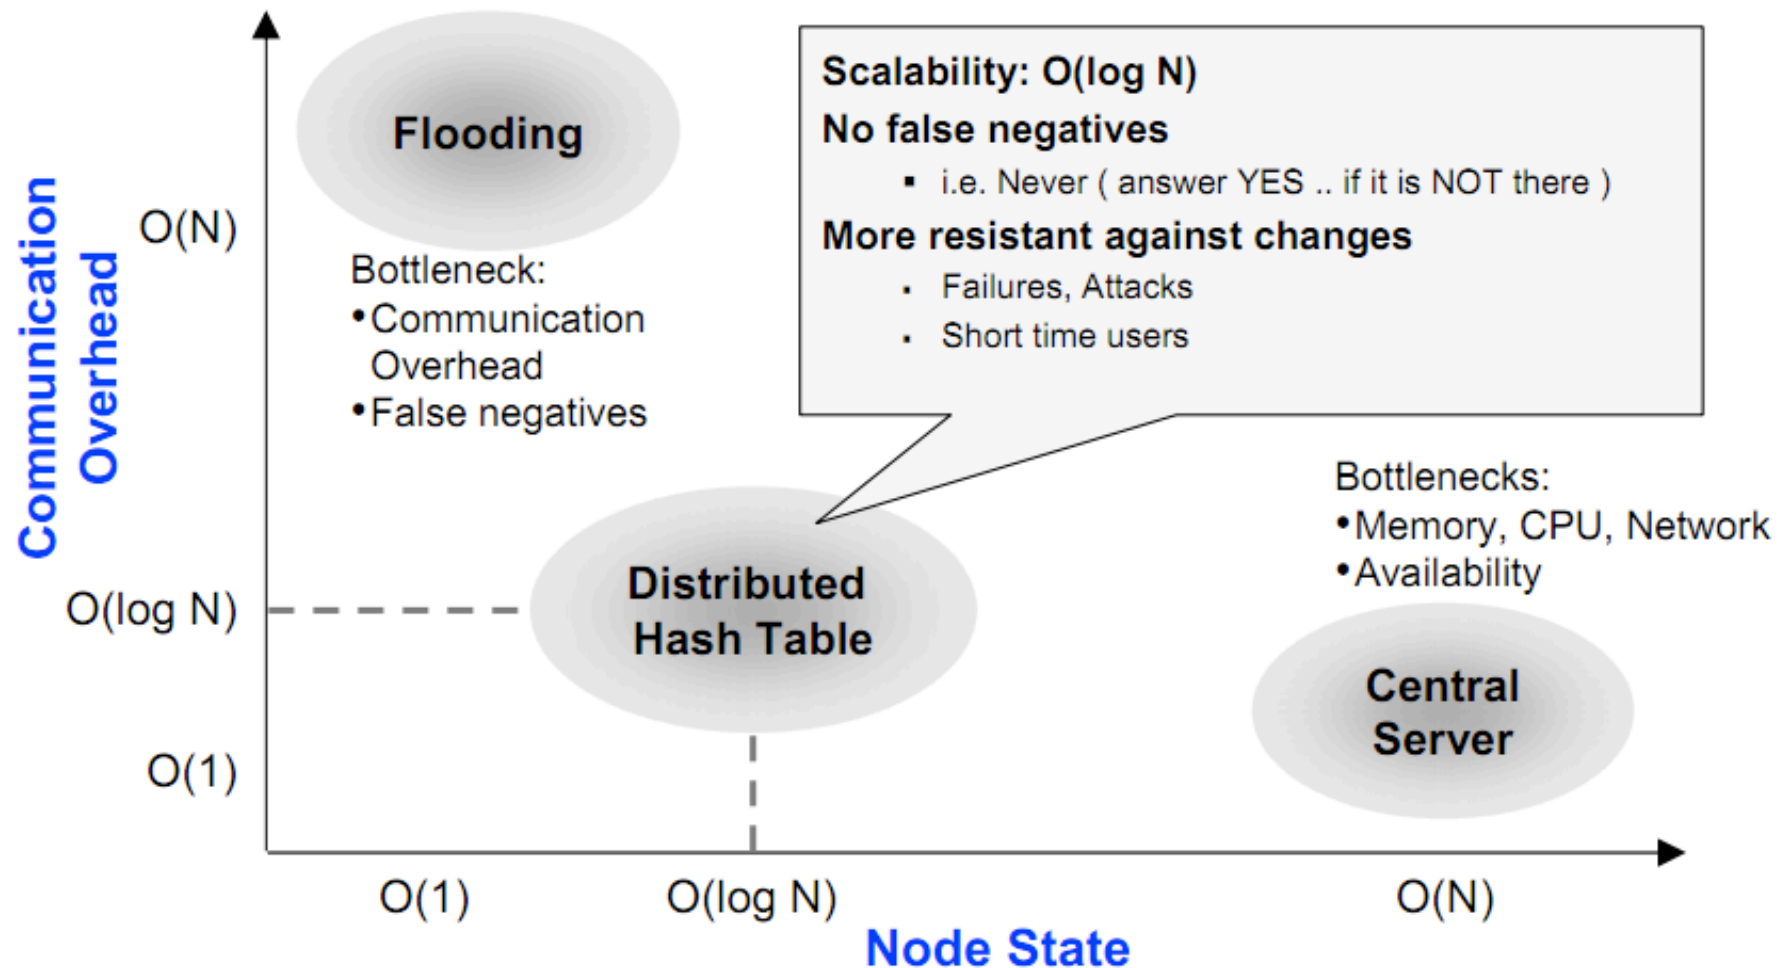 Communication
Overhead
O(N)
O(log N)
O(1)
Flooding
Bottleneck:
•Communication
Overhead
•False negatives
Scalability: O(log N)
No false negatives
▪ i.e. Never ( answer YES .. if it is NOT there )
More resistant against changes
▪ Failures, Attacks
▪ Short time users
Distributed
Hash Table
Bottlenecks:
•Memory, CPU, Network
•Availability
Central
Server
O(1)
O(log N)
O(N)
Node State